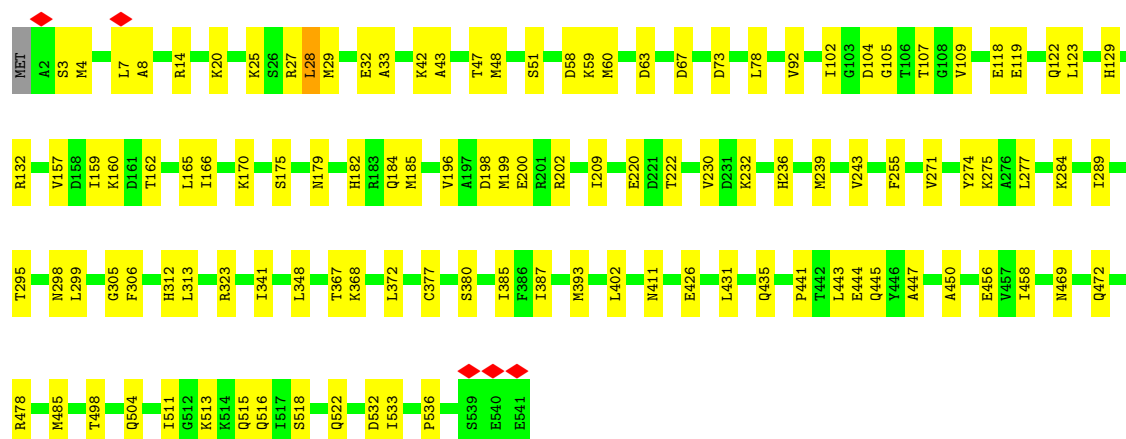 MET A2 S3 M4 L7 A8 R14 K20 K25 S26 R27 L28 M29 E32 A33 K42 A43 T47 M48 S51 D58 K59 M60 D63 D67 D73 L78 V92 I102 G103 D104 G105 T106 T107 G108 V109 E118 E119 Q122 L123 H129
R132 V157 D158 I159 K160 D161 T162 L165 I166 K170 S175 N179 H182 R183 Q184 M185 V196 A197 D198 M199 E200 R201 R202 I209 E220 D221 T222 V230 D231 K232 H236 M239 V243 F255 V271 Y274 K275 A276 L277 K284 I289
T295 N298 L299 G305 F306 H312 L313 R323 I341 L348 T367 K368 L372 C377 S380 I385 F386 I387 M393 L402 N411 E426 L431 Q435 P441 T442 L443 E444 Q445 Y446 A447 A450 E456 V457 I458 N469 Q472
R478 M485 T498 Q504 I511 G512 K513 K514 Q515 Q516 I517 S518 Q522 D532 I533 P536 S539 E540 E541